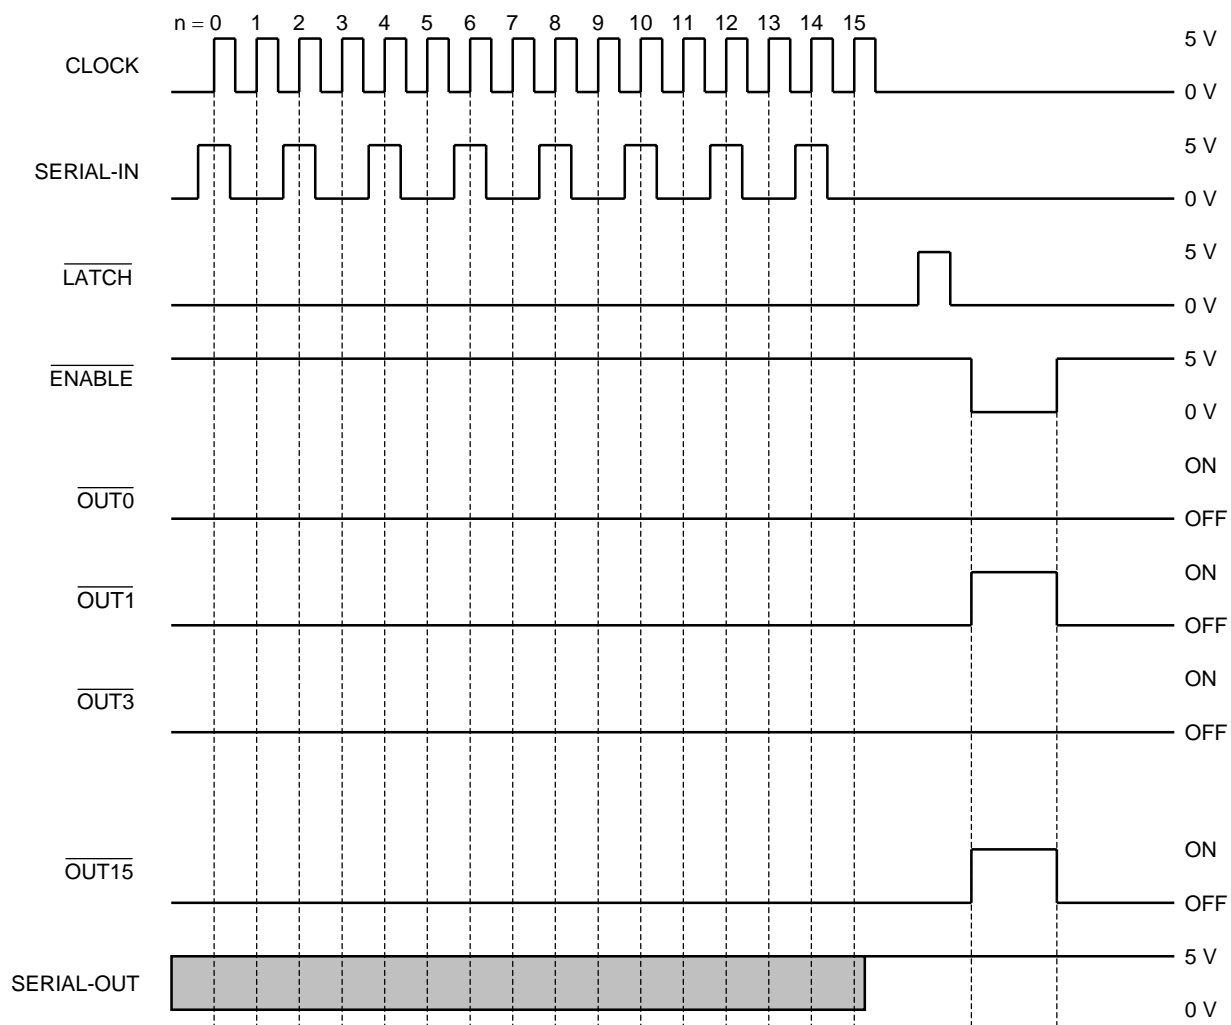 n = 0 1 2 3 4 5 6 7 8 9 10 11 12 13 14 15
5 V
CLOCK
0 V
5 V
SERIAL-IN
0 V
5 V
LATCH
0 V
5 V
ENABLE
0 V
ON
OUT0
OFF
ON
OUT1
OFF
ON
OUT3
OFF
ON
OUT15
OFF
5 V
SERIAL-OUT
0 V